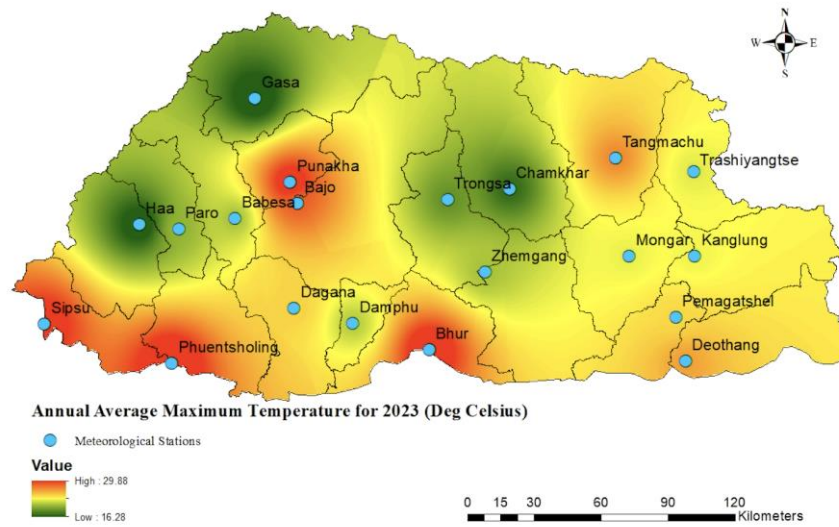 N
W E
S
Gasa
Tangmachu
Punakha
Trashiyangtse
Bajo
Trongsa
Chamkhar
Haa
Paro
Babesa
Mongar
Kanglung
Zhemgang
Dagana
Damphu
Pemagatshel
Sipsu
Bhur
Phuentsholing
Deothang
Annual Average Maximum Temperature for 2023 (Deg Celsius)
Meteorological Stations
Value
High : 29.88
Low : 16.28
0 15 30 60 90 120
Kilometers